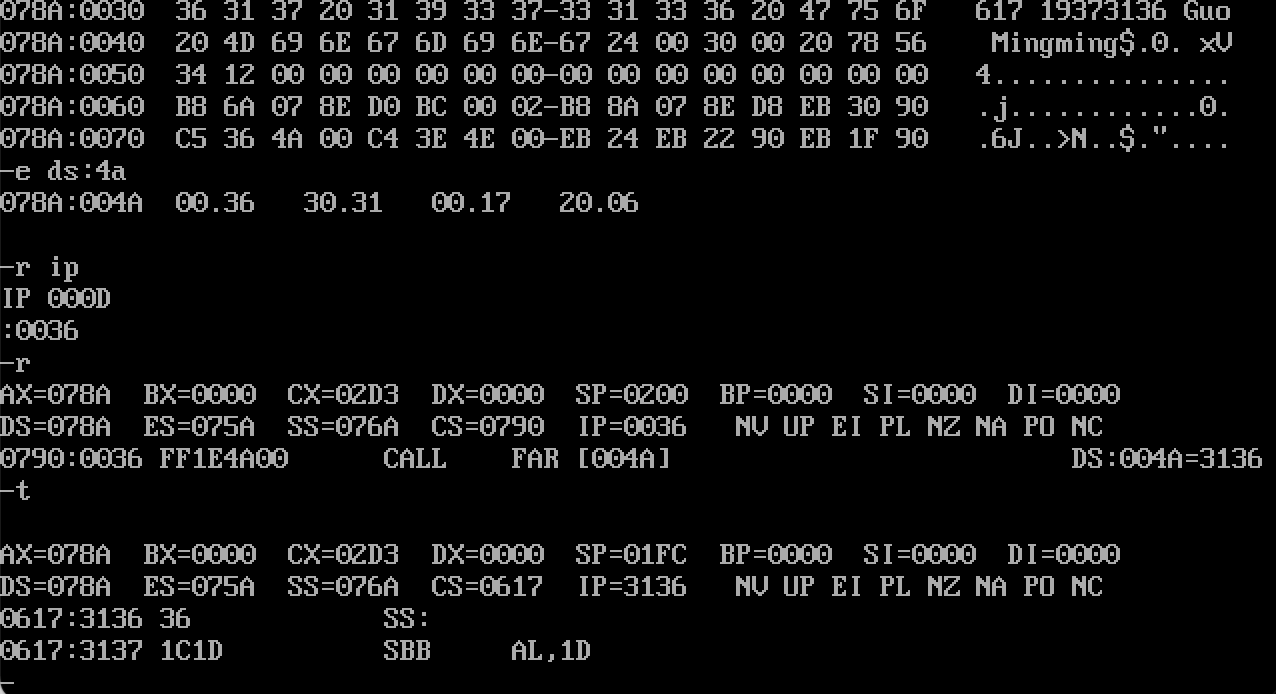 078A:0030  36 31 37 20 31 39 33 37-33 31 33 36 20 47 75 6F   617 19373136 Guo
078A:0040  20 4D 69 6E 67 6D 69 6E-67 24 00 30 00 20 78 56    Mingming$.0. xV
078A:0050  34 12 00 00 00 00 00 00-00 00 00 00 00 00 00 00   4...............
078A:0060  B8 6A 07 8E D0 BC 00 02-B8 8A 07 8E D8 EB 30 90   .j............0.
078A:0070  C5 36 4A 00 C4 3E 4E 00-EB 24 EB 22 90 EB 1F 90   .6J..>N..$."....
-e ds:4a
078A:004A  00.36   30.31   00.17   20.06
-r ip
IP 000D
:0036
-r
AX=078A  BX=0000  CX=02D3  DX=0000  SP=0200  BP=0000  SI=0000  DI=0000
DS=078A  ES=075A  SS=076A  CS=0790  IP=0036   NV UP EI PL NZ NA PO NC
0790:0036 FF1E4A00      CALL    FAR [004A]                         DS:004A=3136
-t
AX=078A  BX=0000  CX=02D3  DX=0000  SP=01FC  BP=0000  SI=0000  DI=0000
DS=078A  ES=075A  SS=076A  CS=0617  IP=3136   NV UP EI PL NZ NA PO NC
0617:3136 36            SS:
0617:3137 1C1D          SBB     AL,1D
-